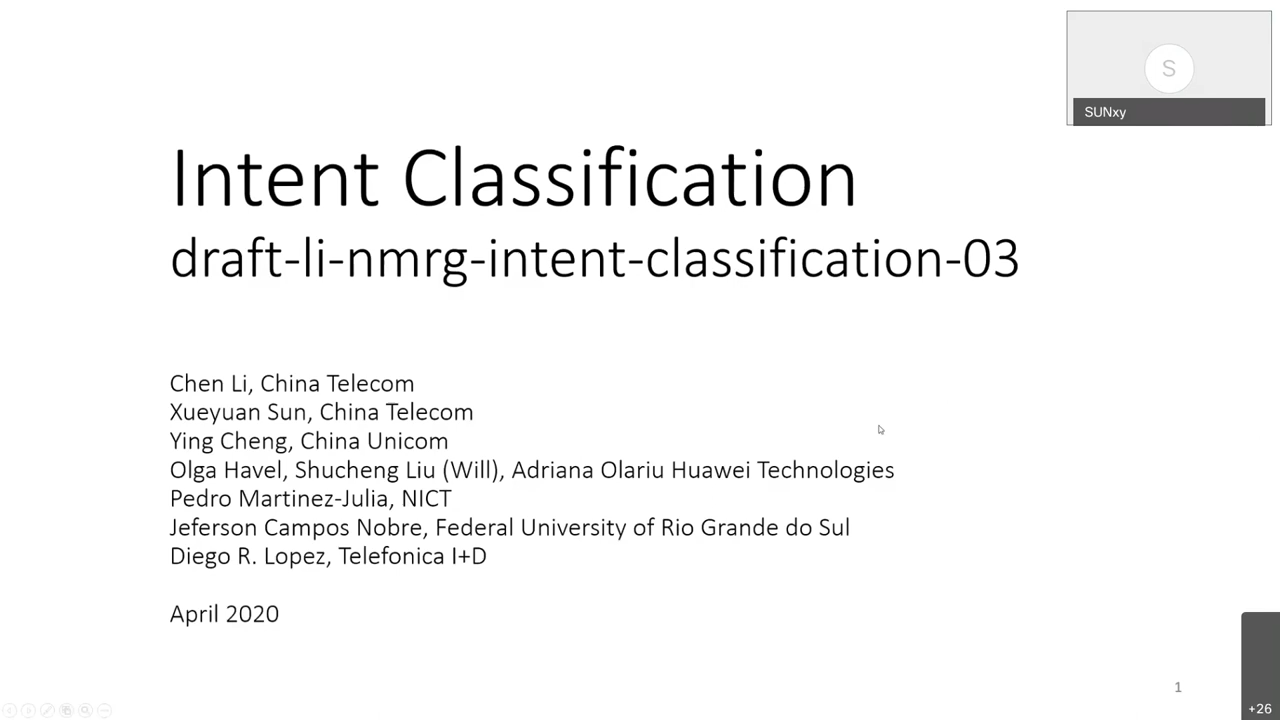 S
SUNxy
Intent Classification
draft-li-nmrg-intent-classification-03
Chen Li, China Telecom
Xueyuan Sun, China Telecom
Ying Cheng, China Unicom
Olga Havel, Shucheng Liu (Will), Adriana Olariu Huawei Technologies
Pedro Martinez-Julia, NICT
Jeferson Campos Nobre, Federal University of Rio Grande do Sul
Diego R. Lopez, Telefonica I+D
April 2020
1
+26